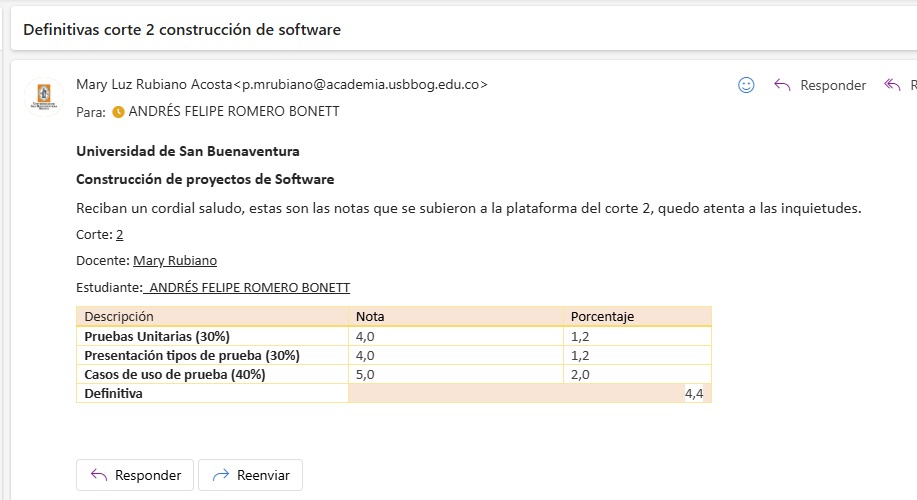 Definitivas corte 2 construcción de software
Mary Luz Rubiano Acosta<p.mrubiano@academia.usbbog.edu.co>
Responder
R
Para: ANDRÉS FELIPE ROMERO BONETT
Universidad de San Buenaventura
Construcción de proyectos de Software
Reciban un cordial saludo, estas son las notas que se subieron a la plataforma del corte 2, quedo atenta a las inquietudes.
Corte: 2
Docente: Mary Rubiano
Estudiante: ANDRÉS FELIPE ROMERO BONETT
Descripción Nota Porcentaje
Pruebas Unitarias (30%) 4,0 1,2
Presentación tipos de prueba (30%) 4,0 1,2
Casos de uso de prueba (40%) 5,0 2,0
Definitiva 4,4
Responder Reenviar